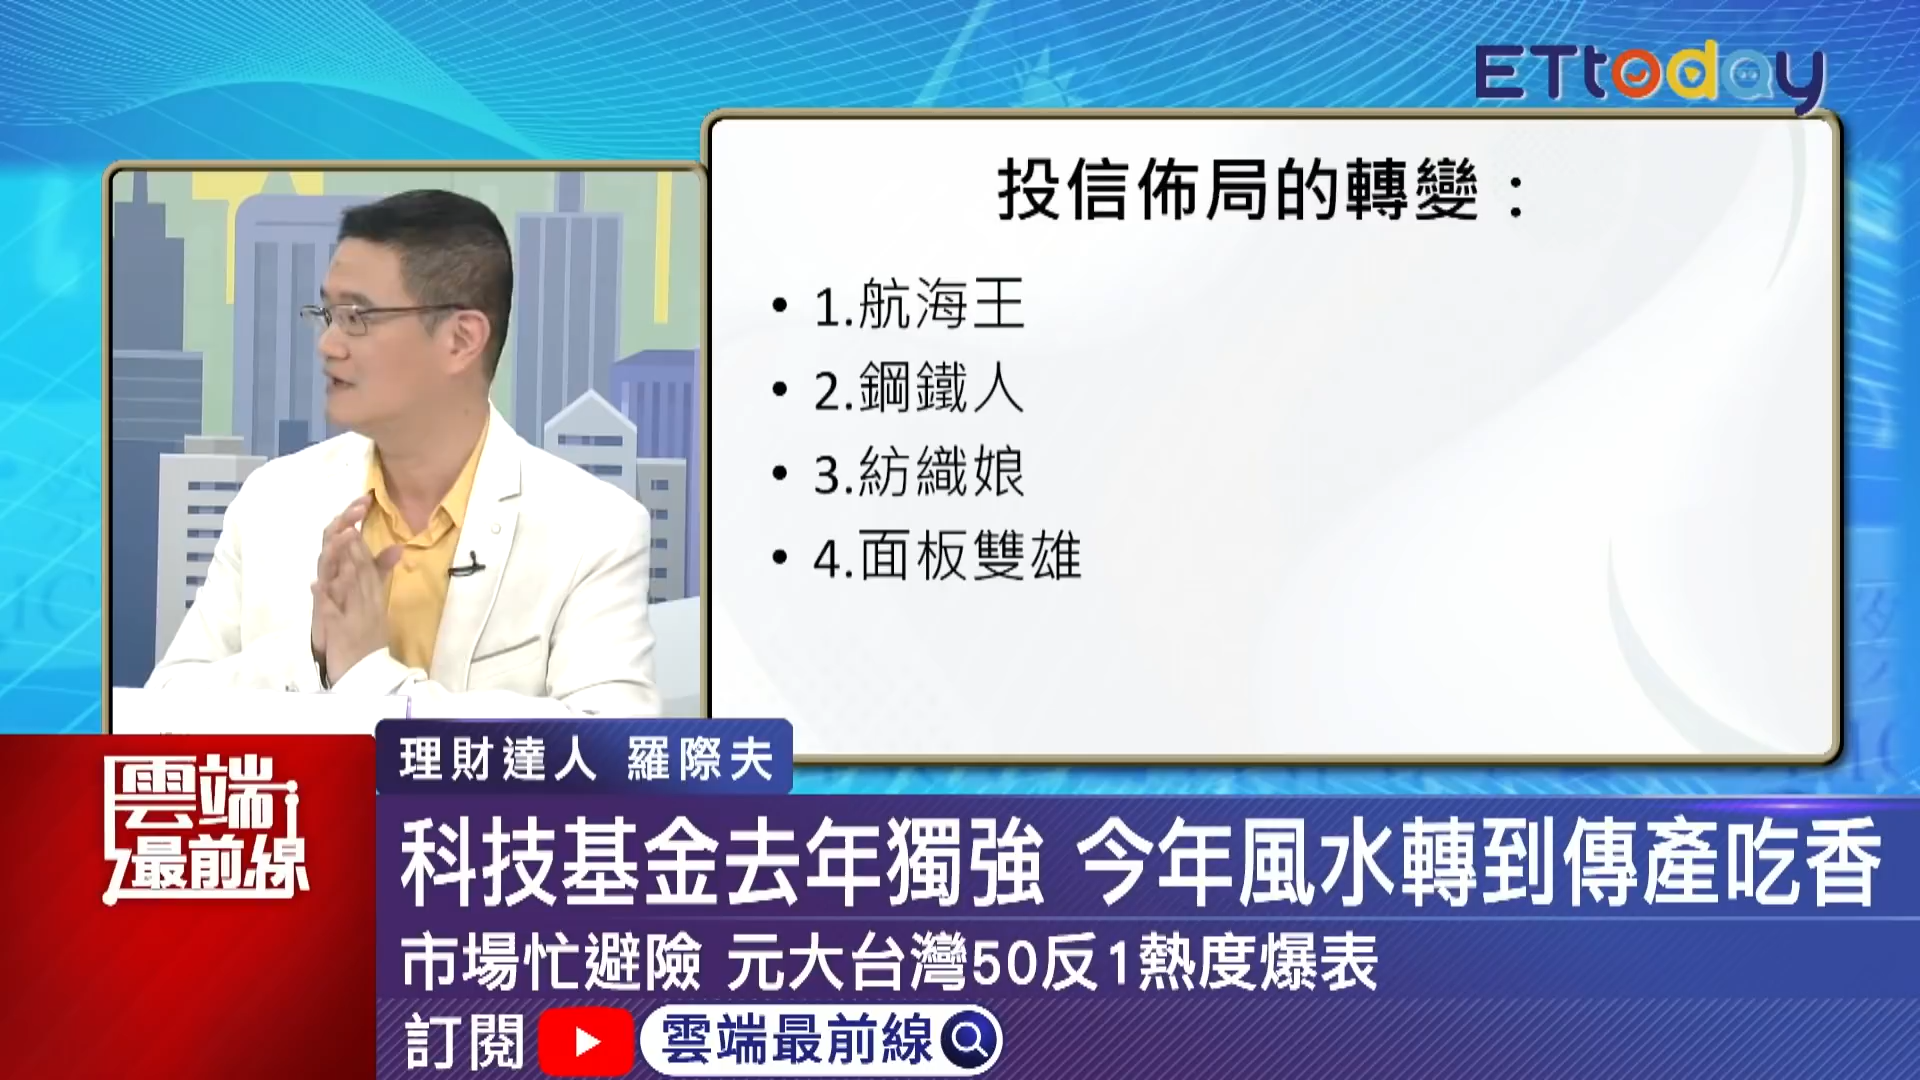 ETtoday
投信佈局的轉變：
• 1.航海王
• 2.鋼鐵人
• 3.紡織娘
• 4.面板雙雄
理財達人 羅際夫
雲端最前線
科技基金去年獨強 今年風水轉到傳產吃香
市場忙避險 元大台灣50反1熱度爆表
訂閱 雲端最前線